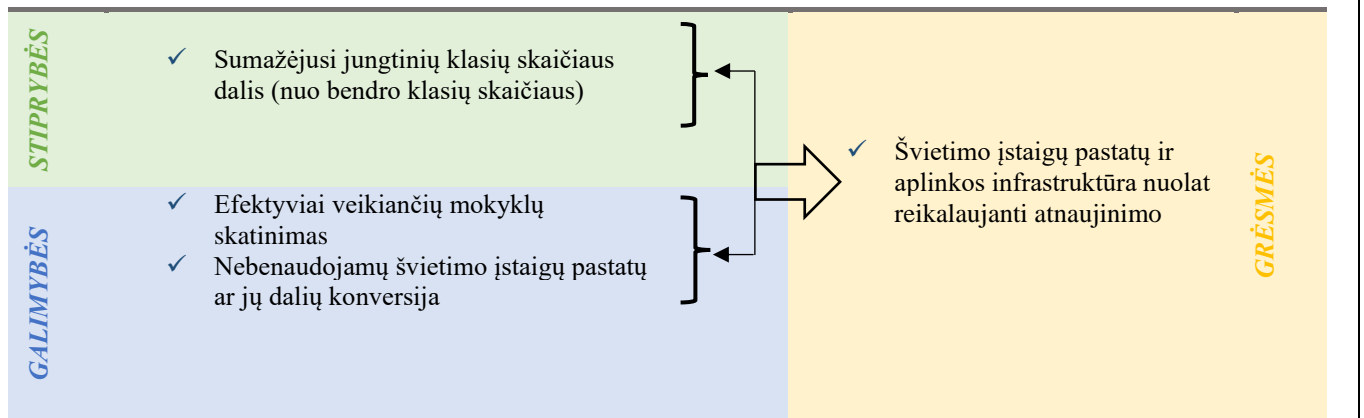 STIPRYBĖS
✓ Sumažėjusi jungtinių klasių skaičiaus
dalis (nuo bendro klasių skaičiaus)
GALIMYBĖS
✓ Efektyviai veikiančių mokyklų
skatinimas
✓ Nebenaudojamų švietimo įstaigų pastatų
ar jų dalių konversija
✓ Švietimo įstaigų pastatų ir
aplinkos infrastruktūra nuolat
reikalaujanti atnaujinimo
GRĖSMĖS